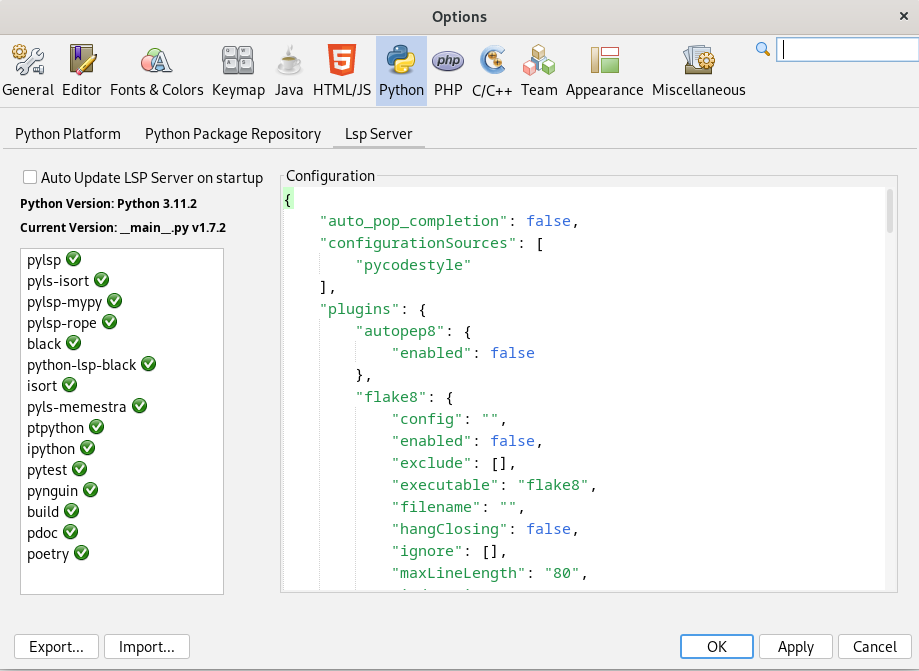 Options
General Editor Fonts & Colors Keymap Java HTML/JS Python PHP C/C++ Team Appearance Miscellaneous
Python Platform Python Package Repository Lsp Server
Auto Update LSP Server on startup
Python Version: Python 3.11.2
Current Version: __main__.py v1.7.2
pylsp
pyls-isort
pylsp-mypy
pylsp-rope
black
python-lsp-black
isort
pyls-memestra
ptpython
ipython
pytest
pynguin
build
pdoc
poetry
Configuration
{
"auto_pop_completion": false,
"configurationSources": [
"pycodestyle"
],
"plugins": {
"autopep8": {
"enabled": false
},
"flake8": {
"config": "",
"enabled": false,
"exclude": [],
"executable": "flake8",
"filename": "",
"hangClosing": false,
"ignore": [],
"maxLineLength": "80",
Export... Import... OK Apply Cancel